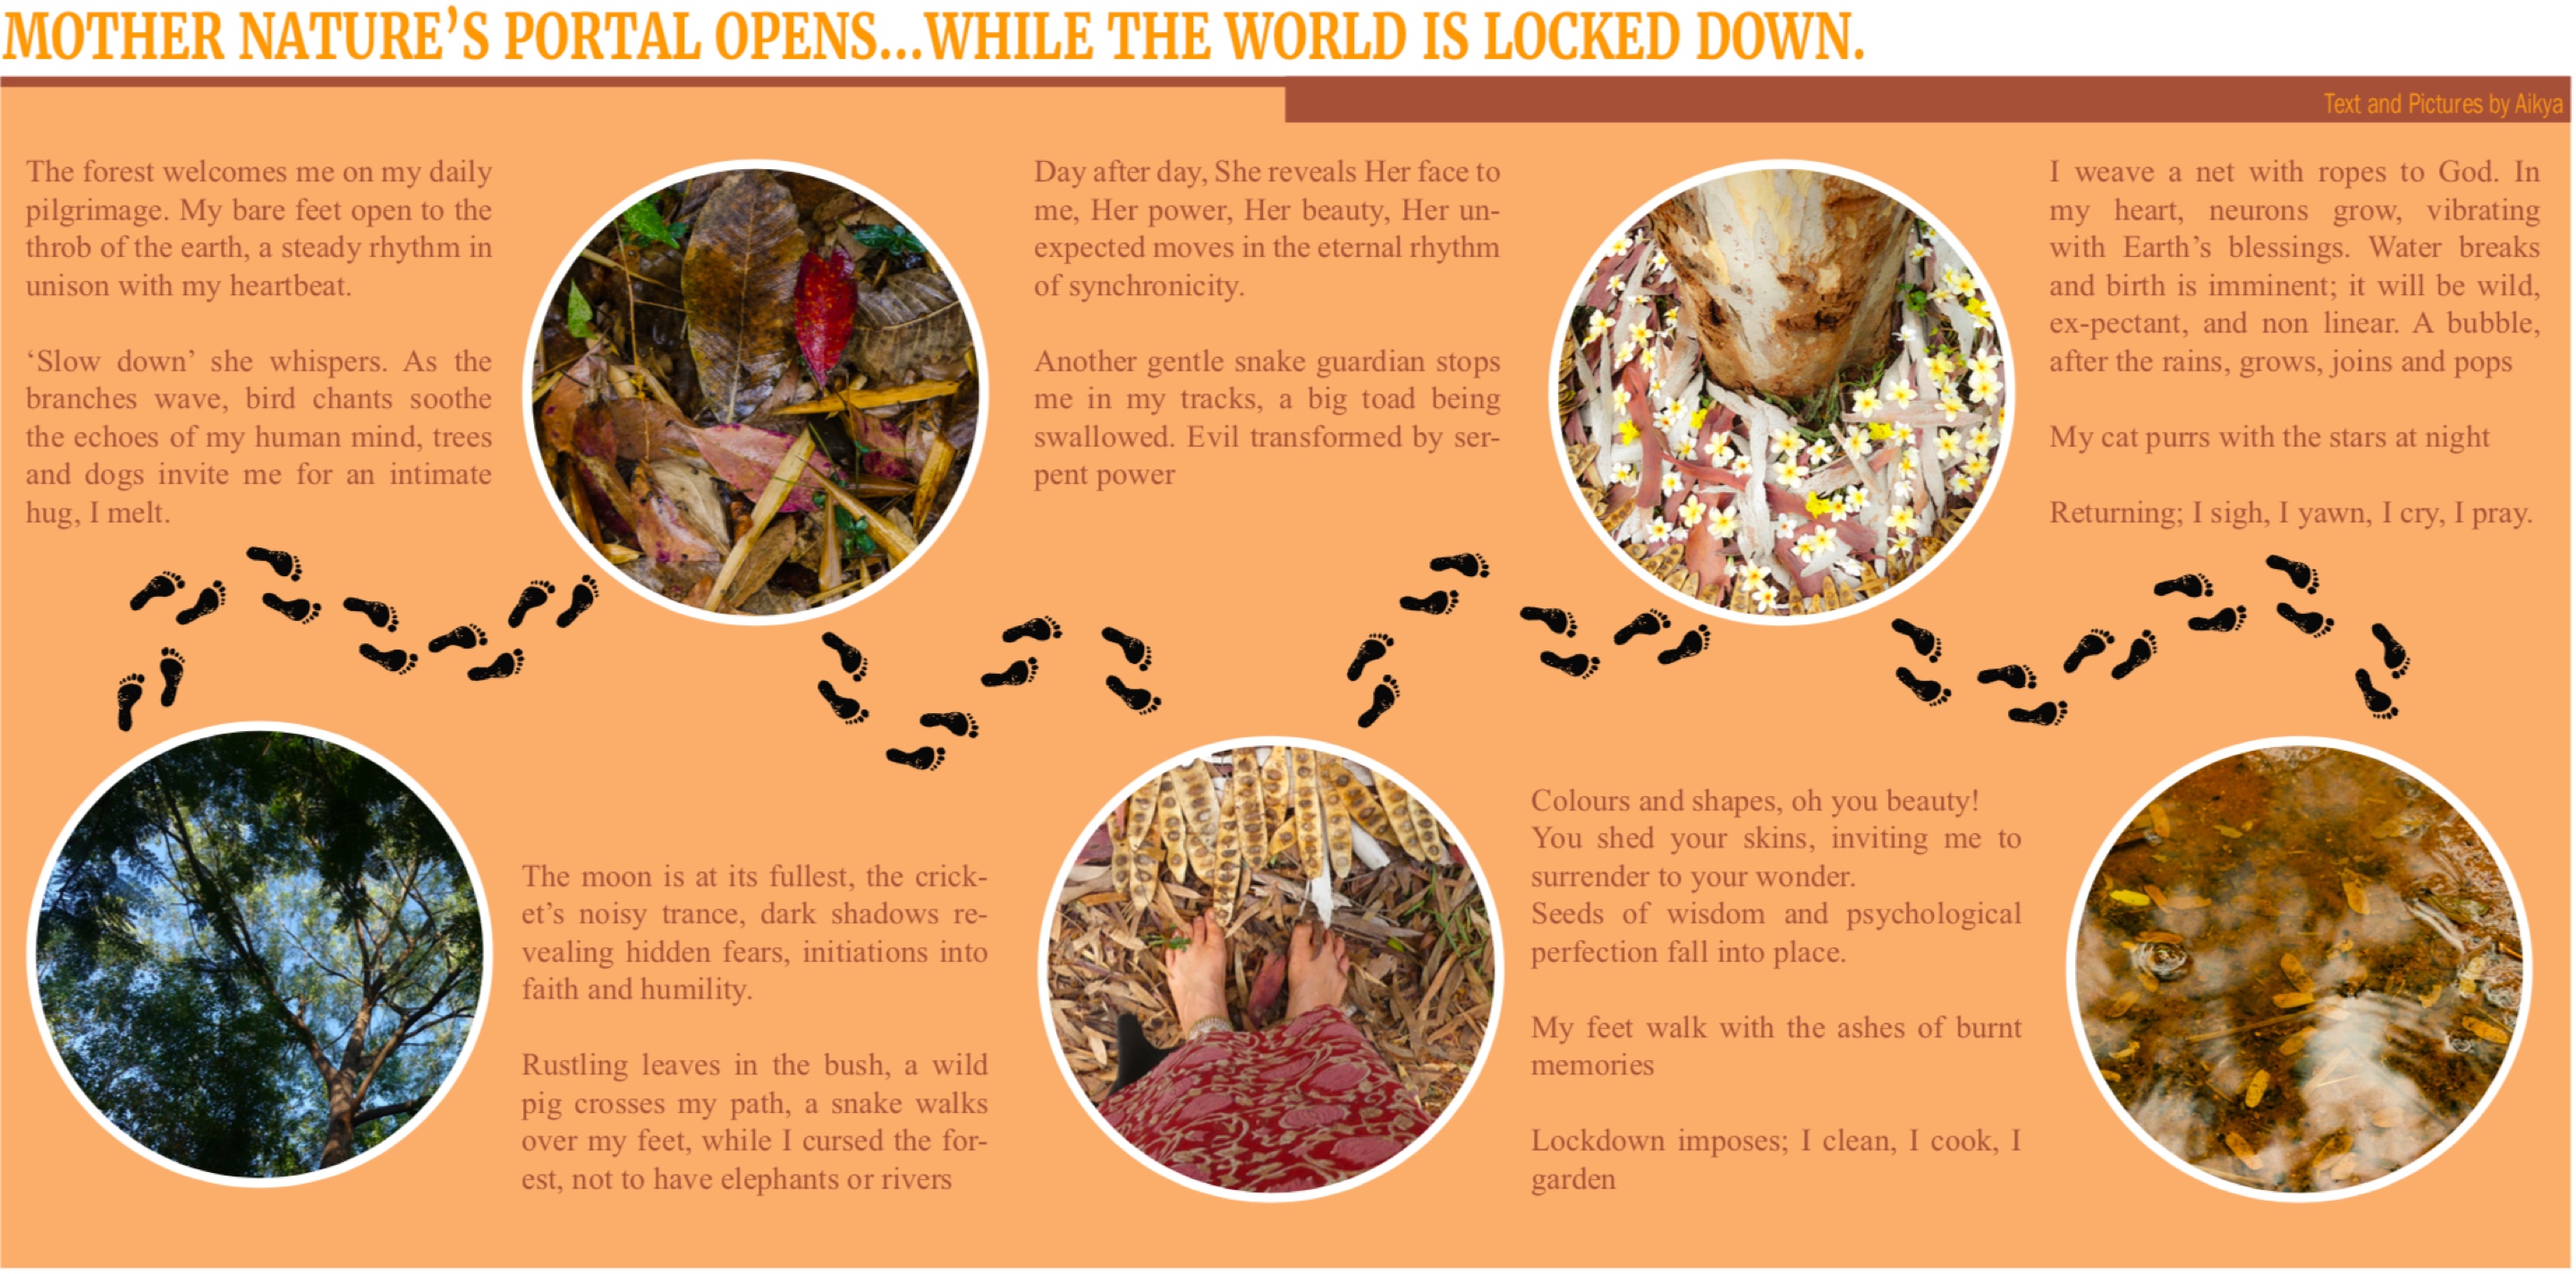 MOTHER NATURE'S PORTAL OPENS...WHILE THE WORLD IS LOCKED DOWN.
Text and Pictures by Aikya
The forest welcomes me on my daily
pilgrimage. My bare feet open to the
throb of the earth, a steady rhythm in
unison with my heartbeat.
‘Slow down’ she whispers. As the
branches wave, bird chants soothe
the echoes of my human mind, trees
and dogs invite me for an intimate
hug, I melt.
The moon is at its fullest, the crick-
et’s noisy trance, dark shadows re-
vealing hidden fears, initiations into
faith and humility.
Rustling leaves in the bush, a wild
pig crosses my path, a snake walks
over my feet, while I cursed the for-
est, not to have elephants or rivers
Day after day, She reveals Her face to
me, Her power, Her beauty, Her un-
expected moves in the eternal rhythm
of synchronicity.
Another gentle snake guardian stops
me in my tracks, a big toad being
swallowed. Evil transformed by ser-
pent power
Colours and shapes, oh you beauty!
You shed your skins, inviting me to
surrender to your wonder.
Seeds of wisdom and psychological
perfection fall into place.
My feet walk with the ashes of burnt
memories
Lockdown imposes; I clean, I cook, I
garden
I weave a net with ropes to God. In
my heart, neurons grow, vibrating
with Earth’s blessings. Water breaks
and birth is imminent; it will be wild,
ex-pectant, and non linear. A bubble,
after the rains, grows, joins and pops
My cat purrs with the stars at night
Returning; I sigh, I yawn, I cry, I pray.